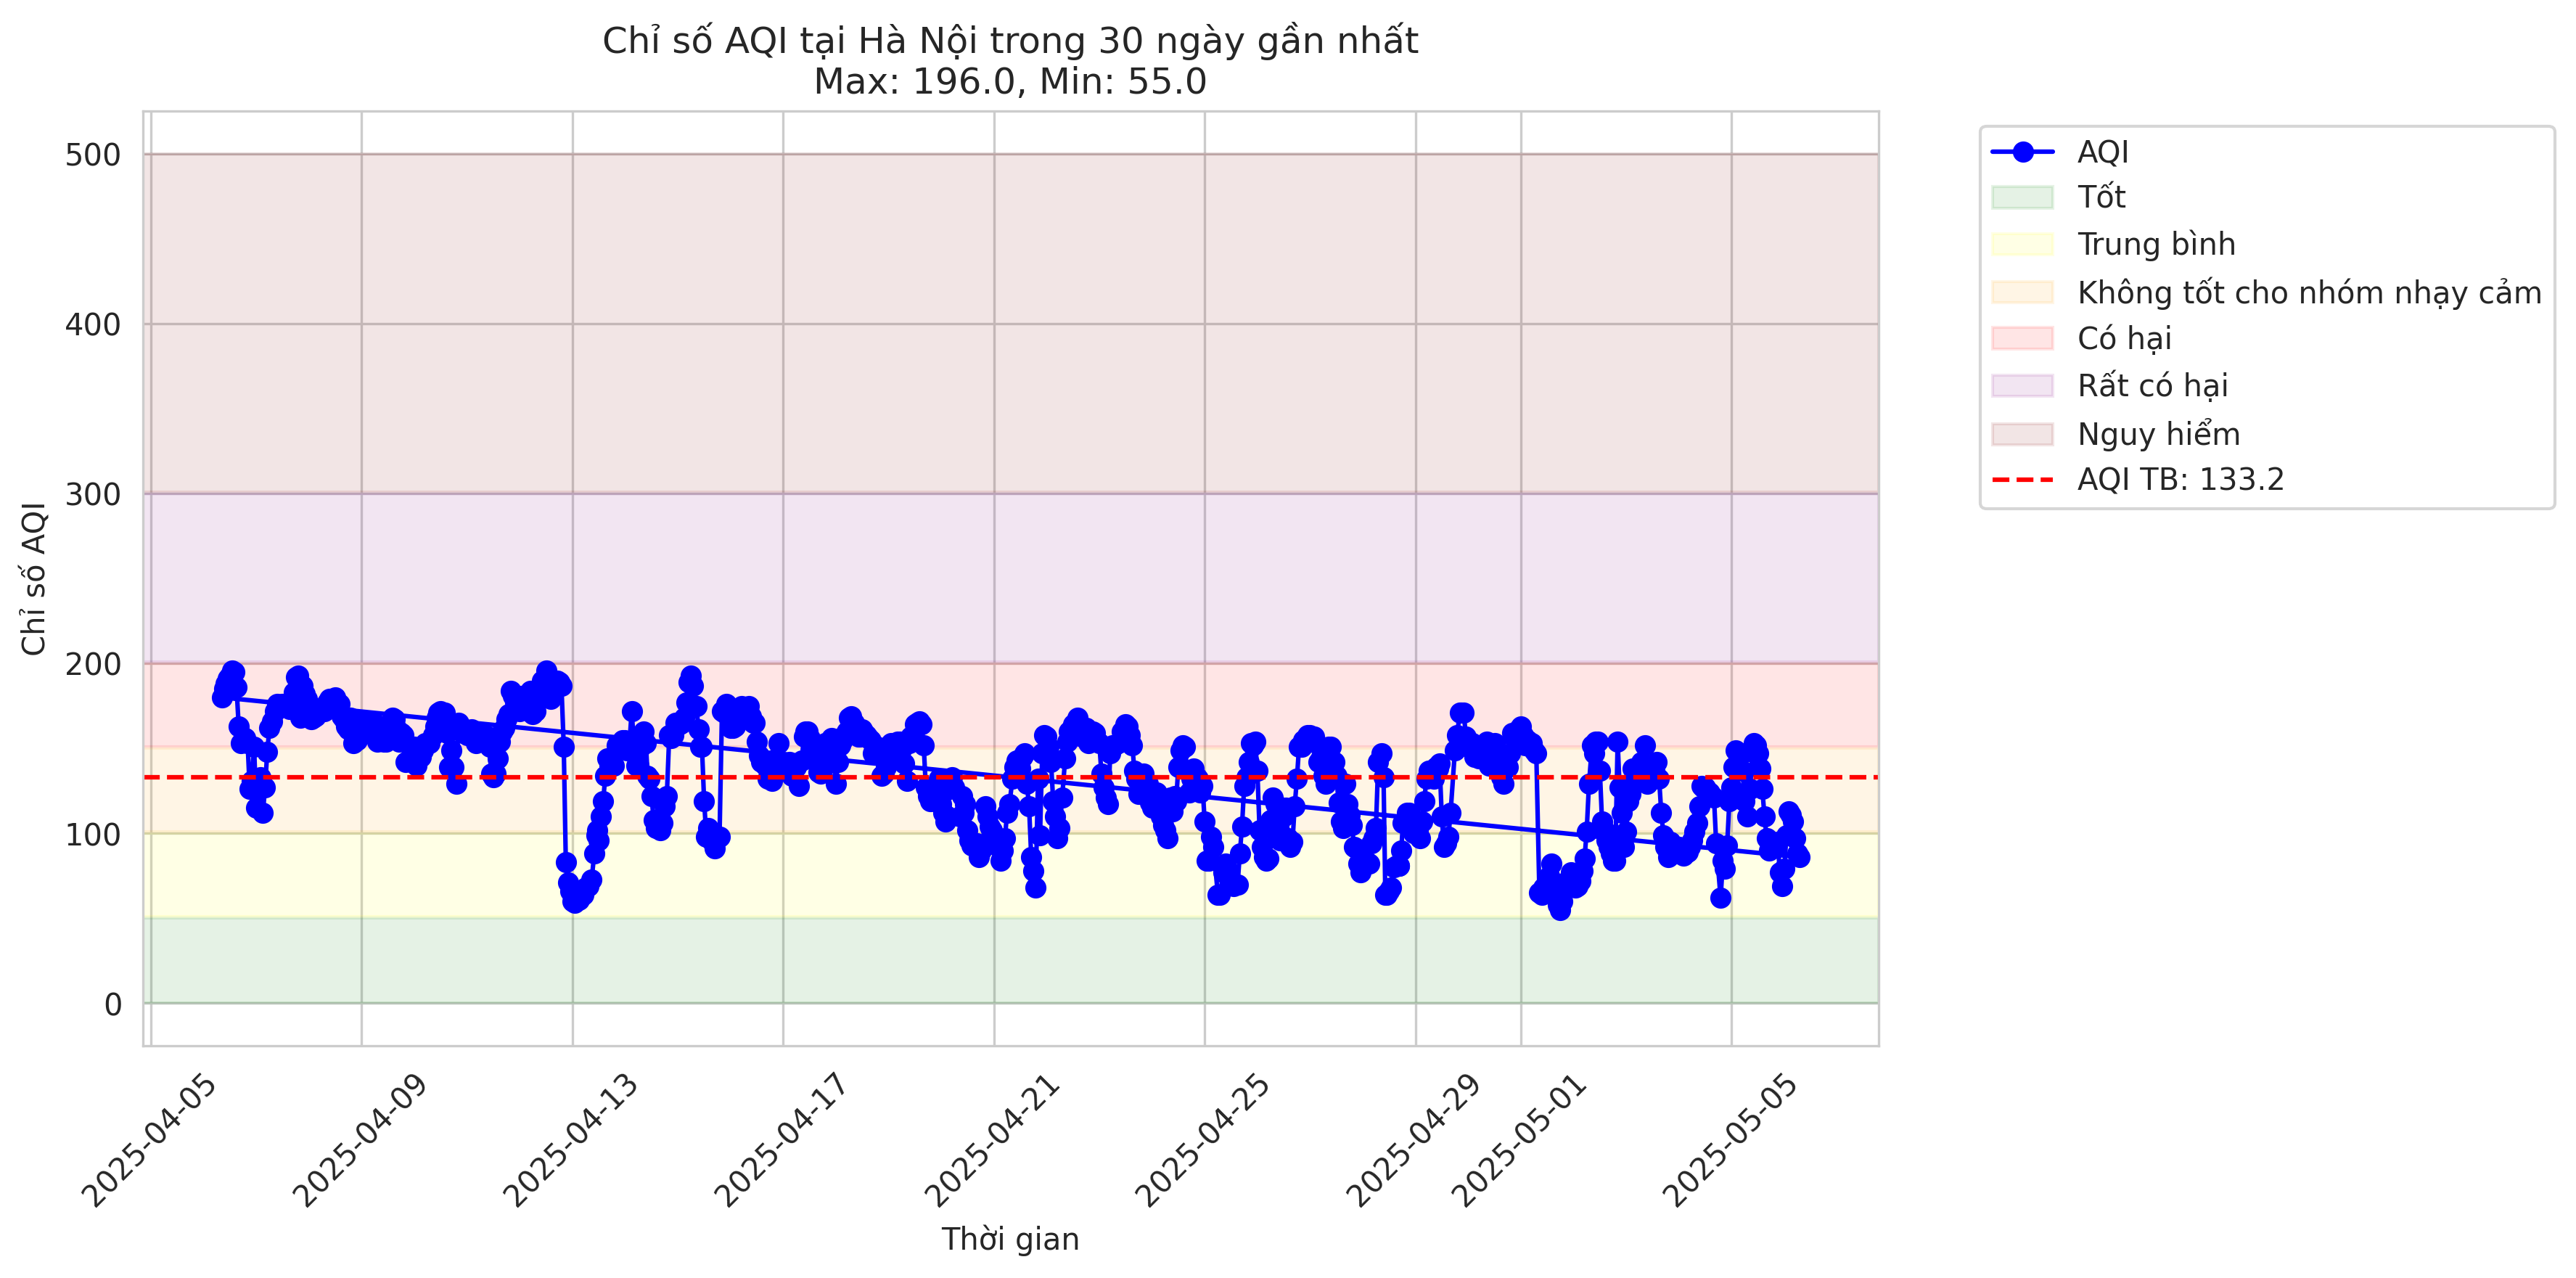 Chỉ số AQI tại Hà Nội trong 30 ngày gần nhất
Max: 196.0, Min: 55.0
Chỉ số AQI
500
400
300
200
100
0
2025-04-05
2025-04-09
2025-04-13
2025-04-17
2025-04-21
2025-04-25
2025-04-29
2025-05-01
2025-05-05
Thời gian
AQI
Tốt
Trung bình
Không tốt cho nhóm nhạy cảm
Có hại
Rất có hại
Nguy hiểm
AQI TB: 133.2